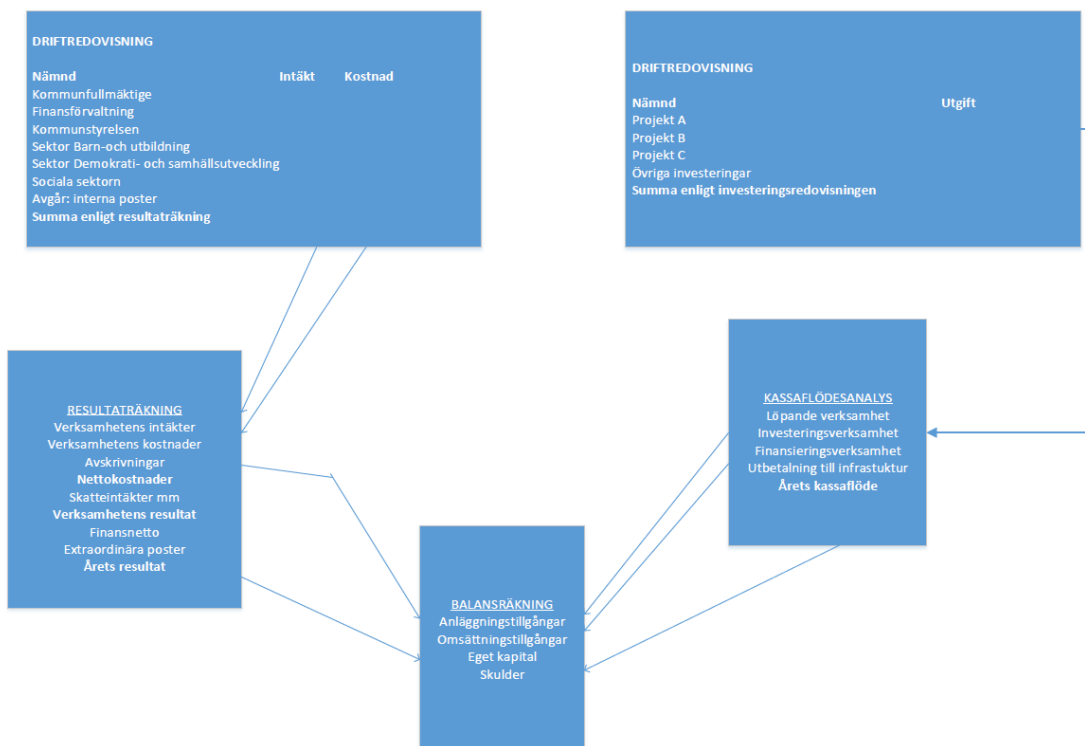 DRIFTREDOVISNING
Nämnd Intäkt Kostnad
Kommunfullmäktige
Finansförvaltning
Kommunstyrelsen
Sektor Barn-och utbildning
Sektor Demokrati- och samhällsutveckling
Sociala sektorn
Avgår: interna poster
Summa enligt resultaträkning
DRIFTREDOVISNING
Nämnd Utgift
Projekt A
Projekt B
Projekt C
Övriga investeringar
Summa enligt investeringsredovisningen
RESULTATRÄKNING
Verksamhetens intäkter
Verksamhetens kostnader
Avskrivningar
Nettokostnader
Skatteintäkter mm
Verksamhetens resultat
Finansnetto
Extraordinära poster
Årets resultat
KASSAFLÖDESANALYS
Löpande verksamhet
Investeringsverksamhet
Finansieringsverksamhet
Utbetalning till infrastuktur
Årets kassaflöde
BALANSRÄKNING
Anläggningstillgångar
Omsättningstillgångar
Eget kapital
Skulder